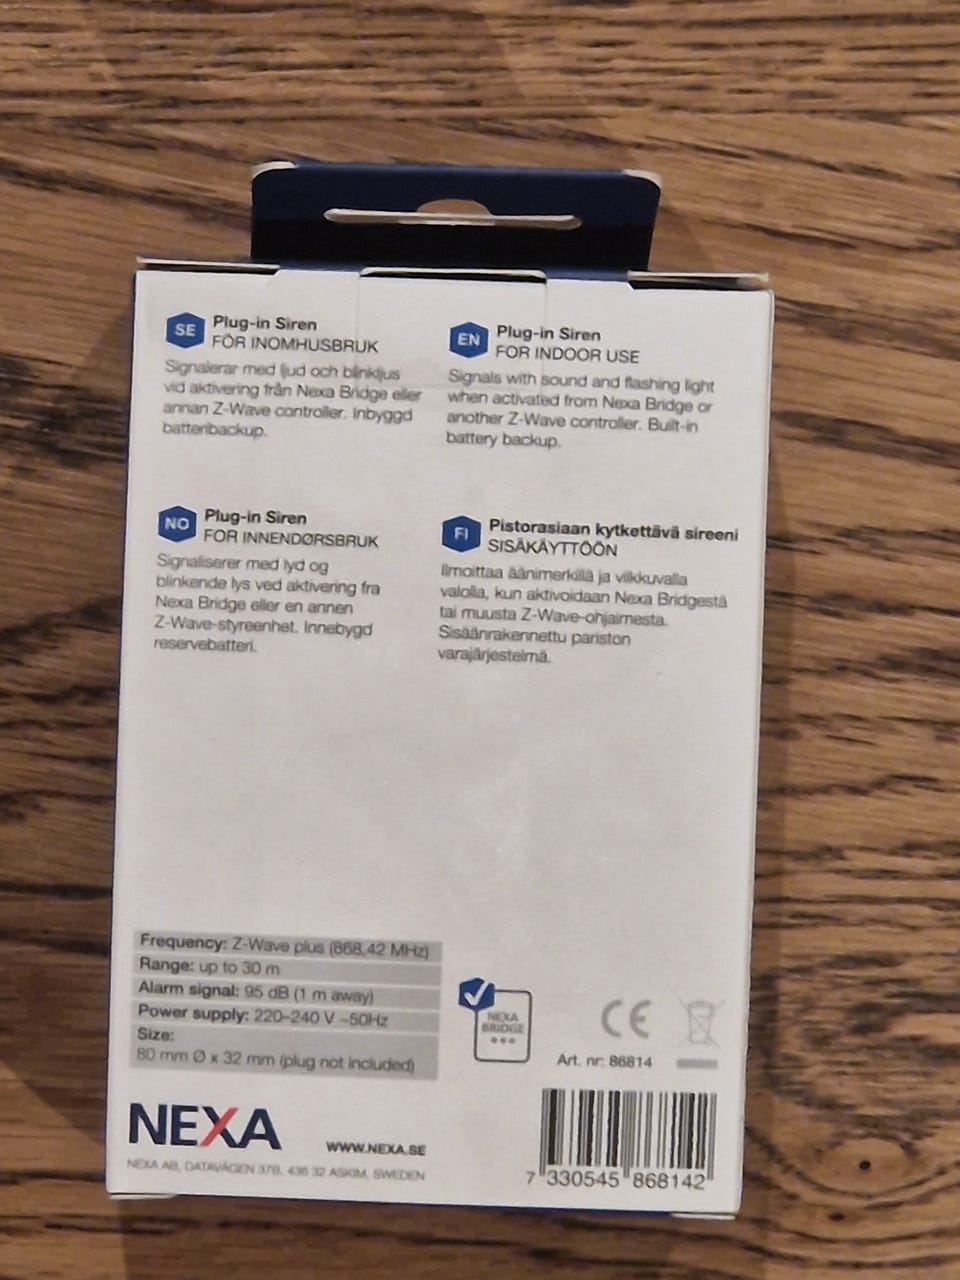 SE Plug-in Siren
FÖR INOMHUSBRUK
Signalerar med ljud och blinkljus
vid aktivering från Nexa Bridge eller
annan Z-Wave controller. Inbyggd
batteribackup.
EN Plug-in Siren
FOR INDOOR USE
Signals with sound and flashing light
when activated from Nexa Bridge or
another Z-Wave controller. Built-in
battery backup.
NO Plug-in Siren
FOR INNENDØRSBRUK
Signaliserer med lyd og
blinkende lys ved aktivering fra
Nexa Bridge eller en annen
Z-Wave-styreenhet. Innebygd
reservebatteri.
FI Pistorasiaan kytkettävä sireeni
SISÄKÄYTTÖÖN
Ilmoittaa äänimerkillä ja vilkkuvalla
valolla, kun aktivoidaan Nexa Bridgestä
tai muusta Z-Wave-ohjaimesta.
Sisäänrakennettu pariston
varajärjestelmä.
Frequency: Z-Wave plus (868,42 MHz)
Range: up to 30 m
Alarm signal: 95 dB (1 m away)
Power supply: 220–240 V ~50Hz
Size:
80 mm Ø x 32 mm (plug not included)
NEXA
BRIDGE
CE
Art. nr: 86814
NEXA
WWW.NEXA.SE
NEXA AB, DATAVÄGEN 37B, 436 32 ASKIM, SWEDEN
7 330545 868142